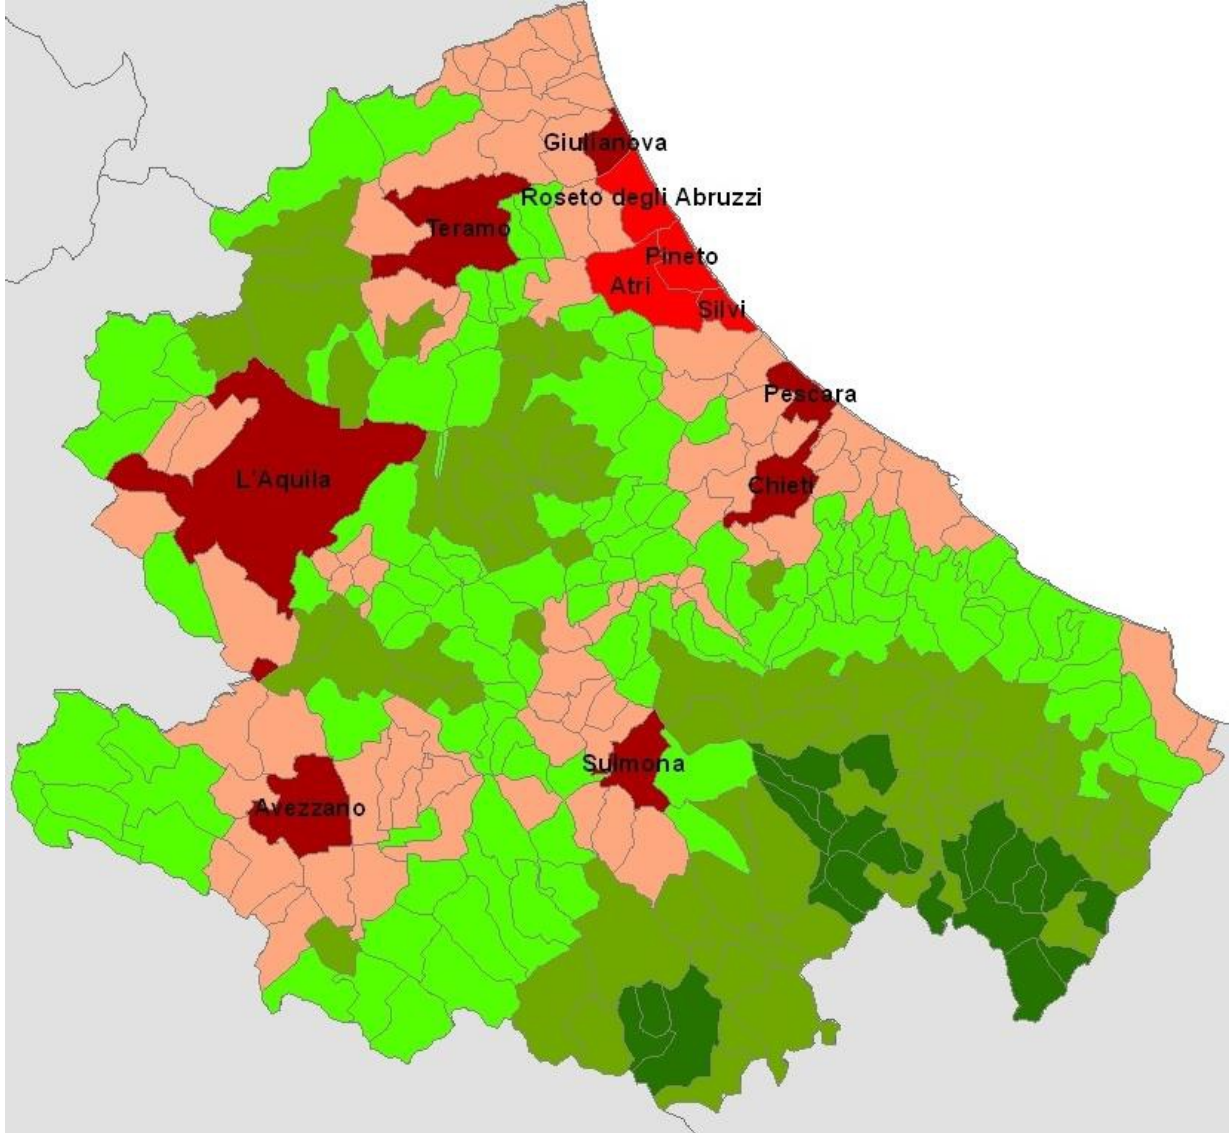 Giulianova
Roseto degli Abruzzi
Teramo
Pineto
Atri
Silvi
Pescara
L'Aquila
Chieti
Sulmona
Avezzano